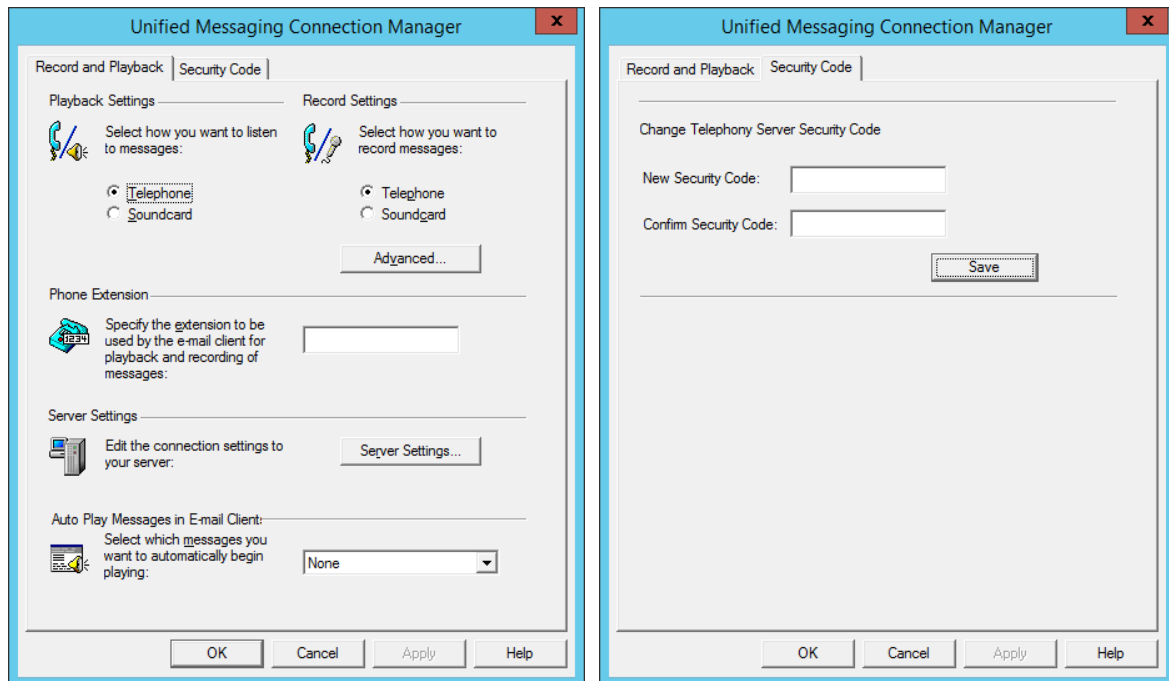 Unified Messaging Connection Manager
x
Record and Playback
Security Code
Playback Settings
Select how you want to listen
to messages:
Telephone
Soundcard
Record Settings
Select how you want to
record messages:
Telephone
Soundcard
Advanced...
Phone Extension
1234
Specify the extension to be
used by the e-mail client for
playback and recording of
messages:
Server Settings
Edit the connection settings to
your server:
Server Settings...
Auto Play Messages in E-mail Client:
Select which messages you
want to automatically begin
playing:
None
OK
Cancel
Apply
Help
Unified Messaging Connection Manager
x
Record and Playback
Security Code
Change Telephony Server Security Code
New Security Code:
Confirm Security Code:
Save
OK
Cancel
Apply
Help